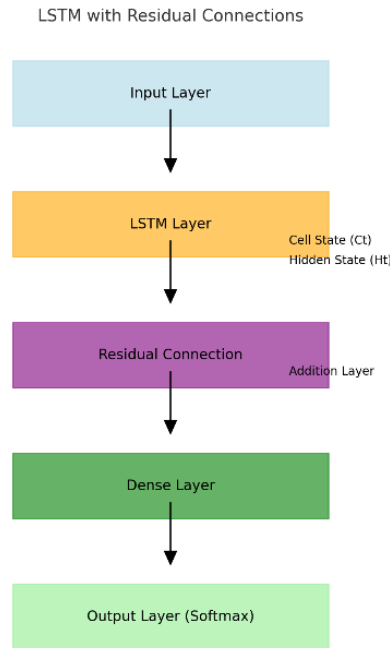 LSTM with Residual Connections
Input Layer
LSTM Layer
Cell State (Ct)
Hidden State (Ht)
Residual Connection
Addition Layer
Dense Layer
Output Layer (Softmax)